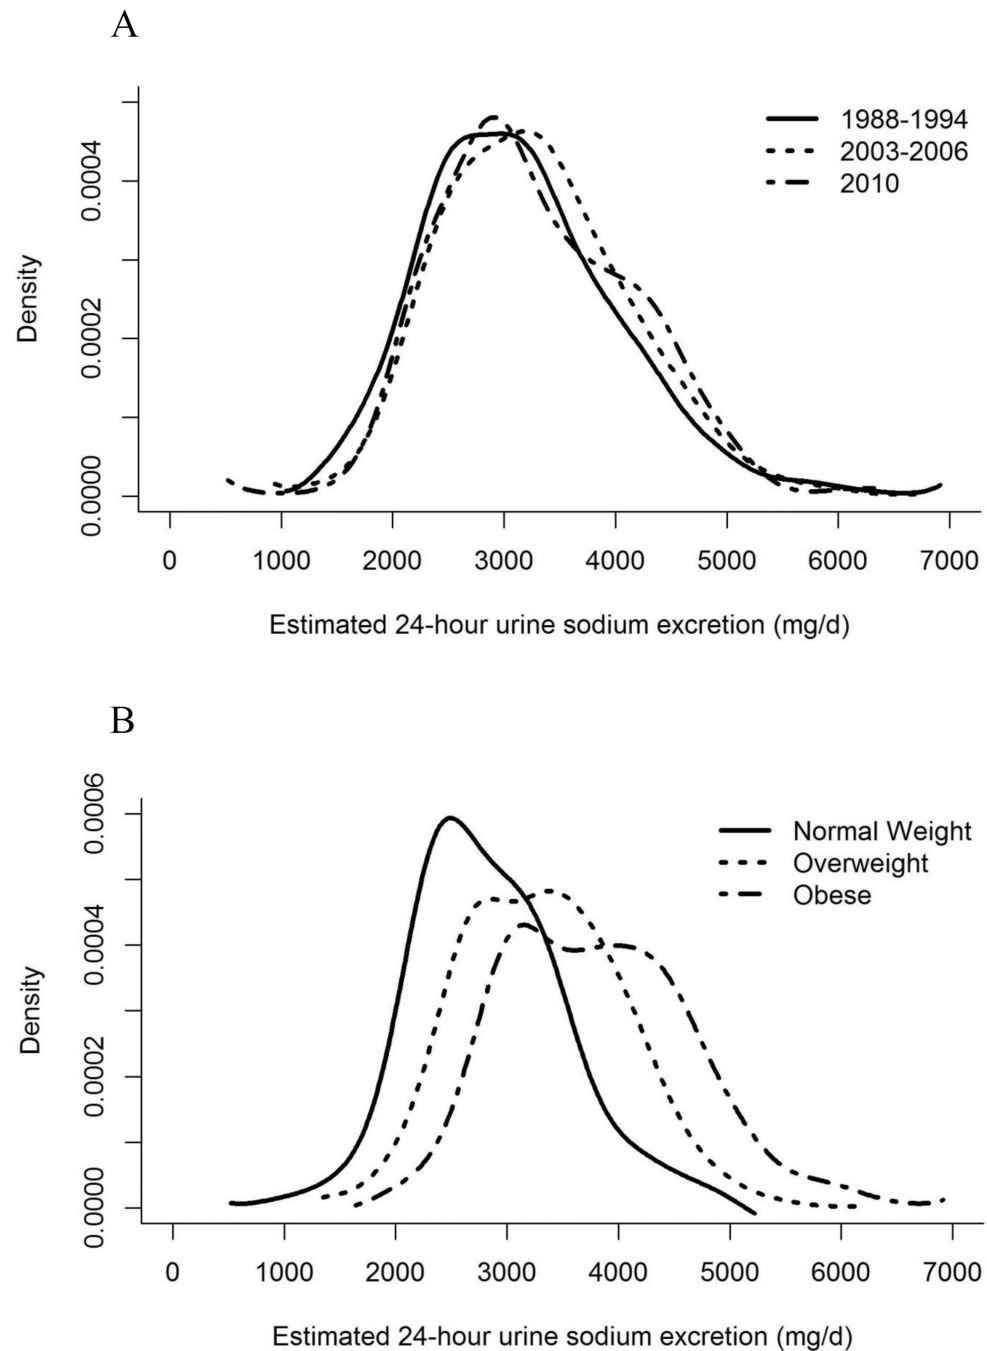 A
1988-1994
2003-2006
2010
Density
0.0004
0.0002
0.0000
0 1000 2000 3000 4000 5000 6000 7000
Estimated 24-hour urine sodium excretion (mg/d)
B
Normal Weight
Overweight
Obese
Density
0.0006
0.0004
0.0002
0.0000
0 1000 2000 3000 4000 5000 6000 7000
Estimated 24-hour urine sodium excretion (mg/d)